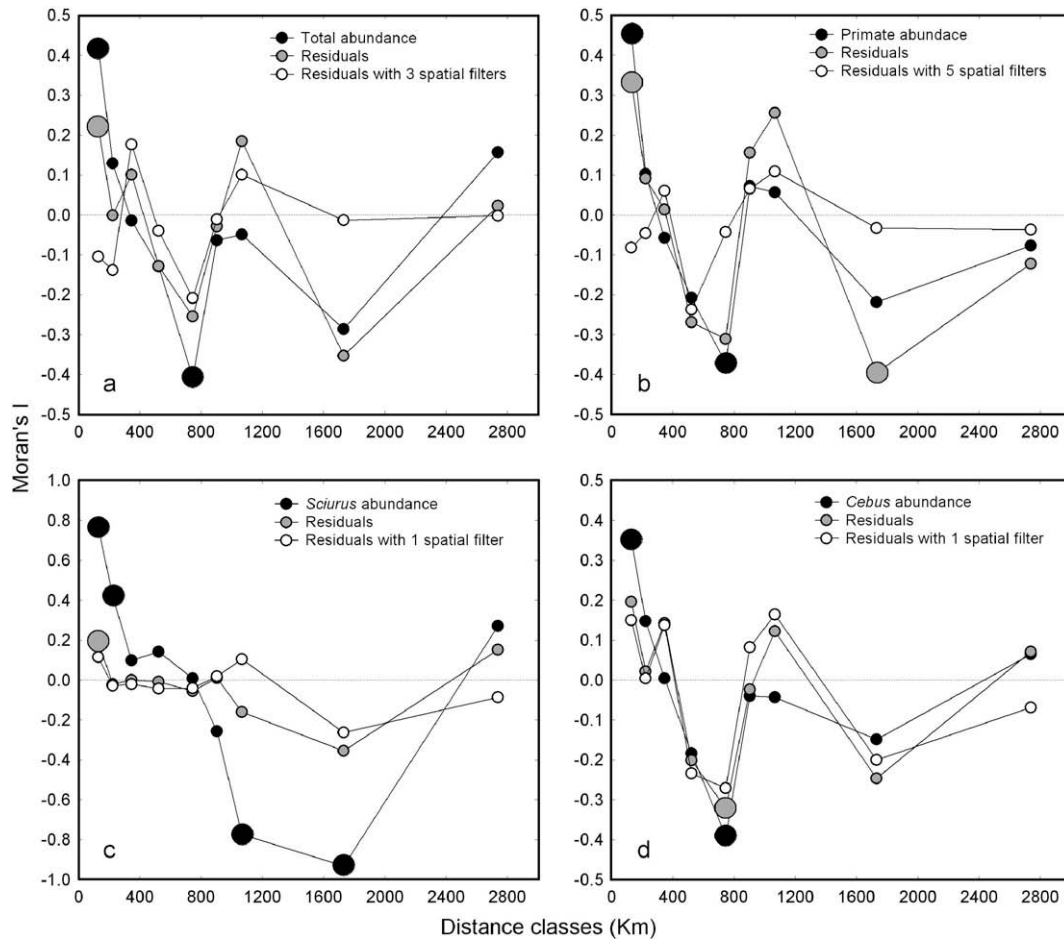 0.5
0.4
0.3
0.2
0.1
0.0
-0.1
-0.2
-0.3
-0.4
-0.5
0 400 800 1200 1600 2000 2400 2800
Total abundance
Residuals
Residuals with 3 spatial filters
a
0.5
0.4
0.3
0.2
0.1
0.0
-0.1
-0.2
-0.3
-0.4
-0.5
0 400 800 1200 1600 2000 2400 2800
Primate abundace
Residuals
Residuals with 5 spatial filters
b
Moran's I
1.0
0.8
0.6
0.4
0.2
0.0
-0.2
-0.4
-0.6
-0.8
-1.0
0 400 800 1200 1600 2000 2400 2800
Sciurus abundance
Residuals
Residuals with 1 spatial filter
c
0.5
0.4
0.3
0.2
0.1
0.0
-0.1
-0.2
-0.3
-0.4
-0.5
0 400 800 1200 1600 2000 2400 2800
Cebus abundance
Residuals
Residuals with 1 spatial filter
d
Distance classes (Km)